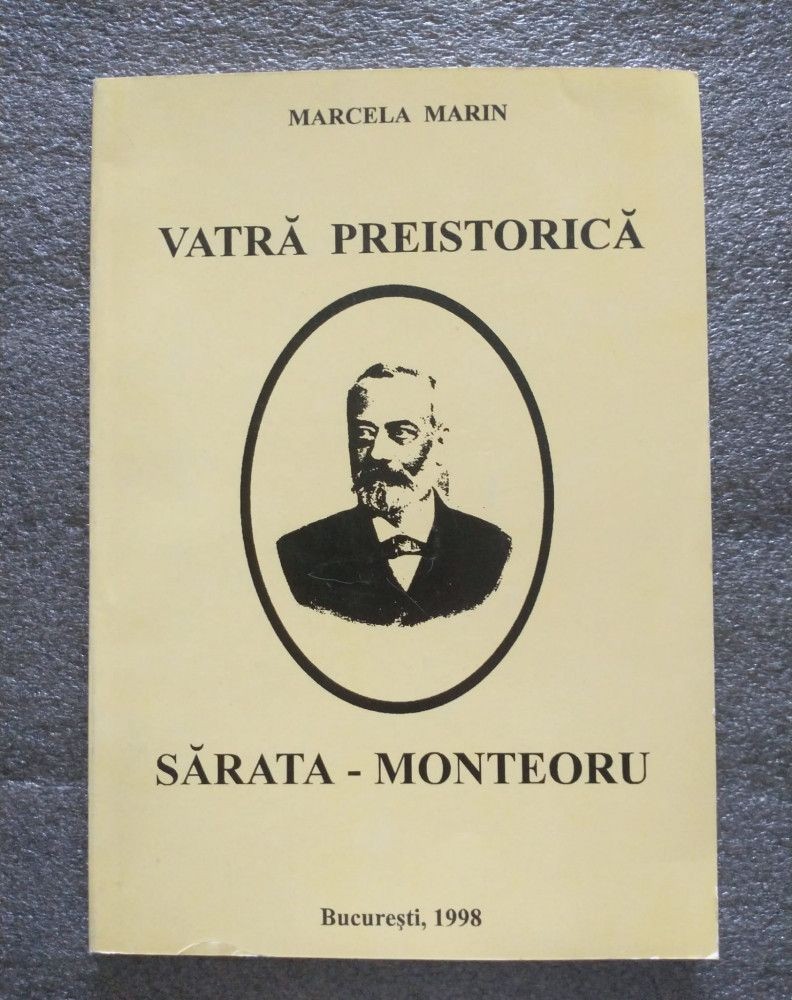 MARCELA MARIN
VATRĂ PREISTORICĂ
SĂRATA - MONTEORU
Bucureşti, 1998